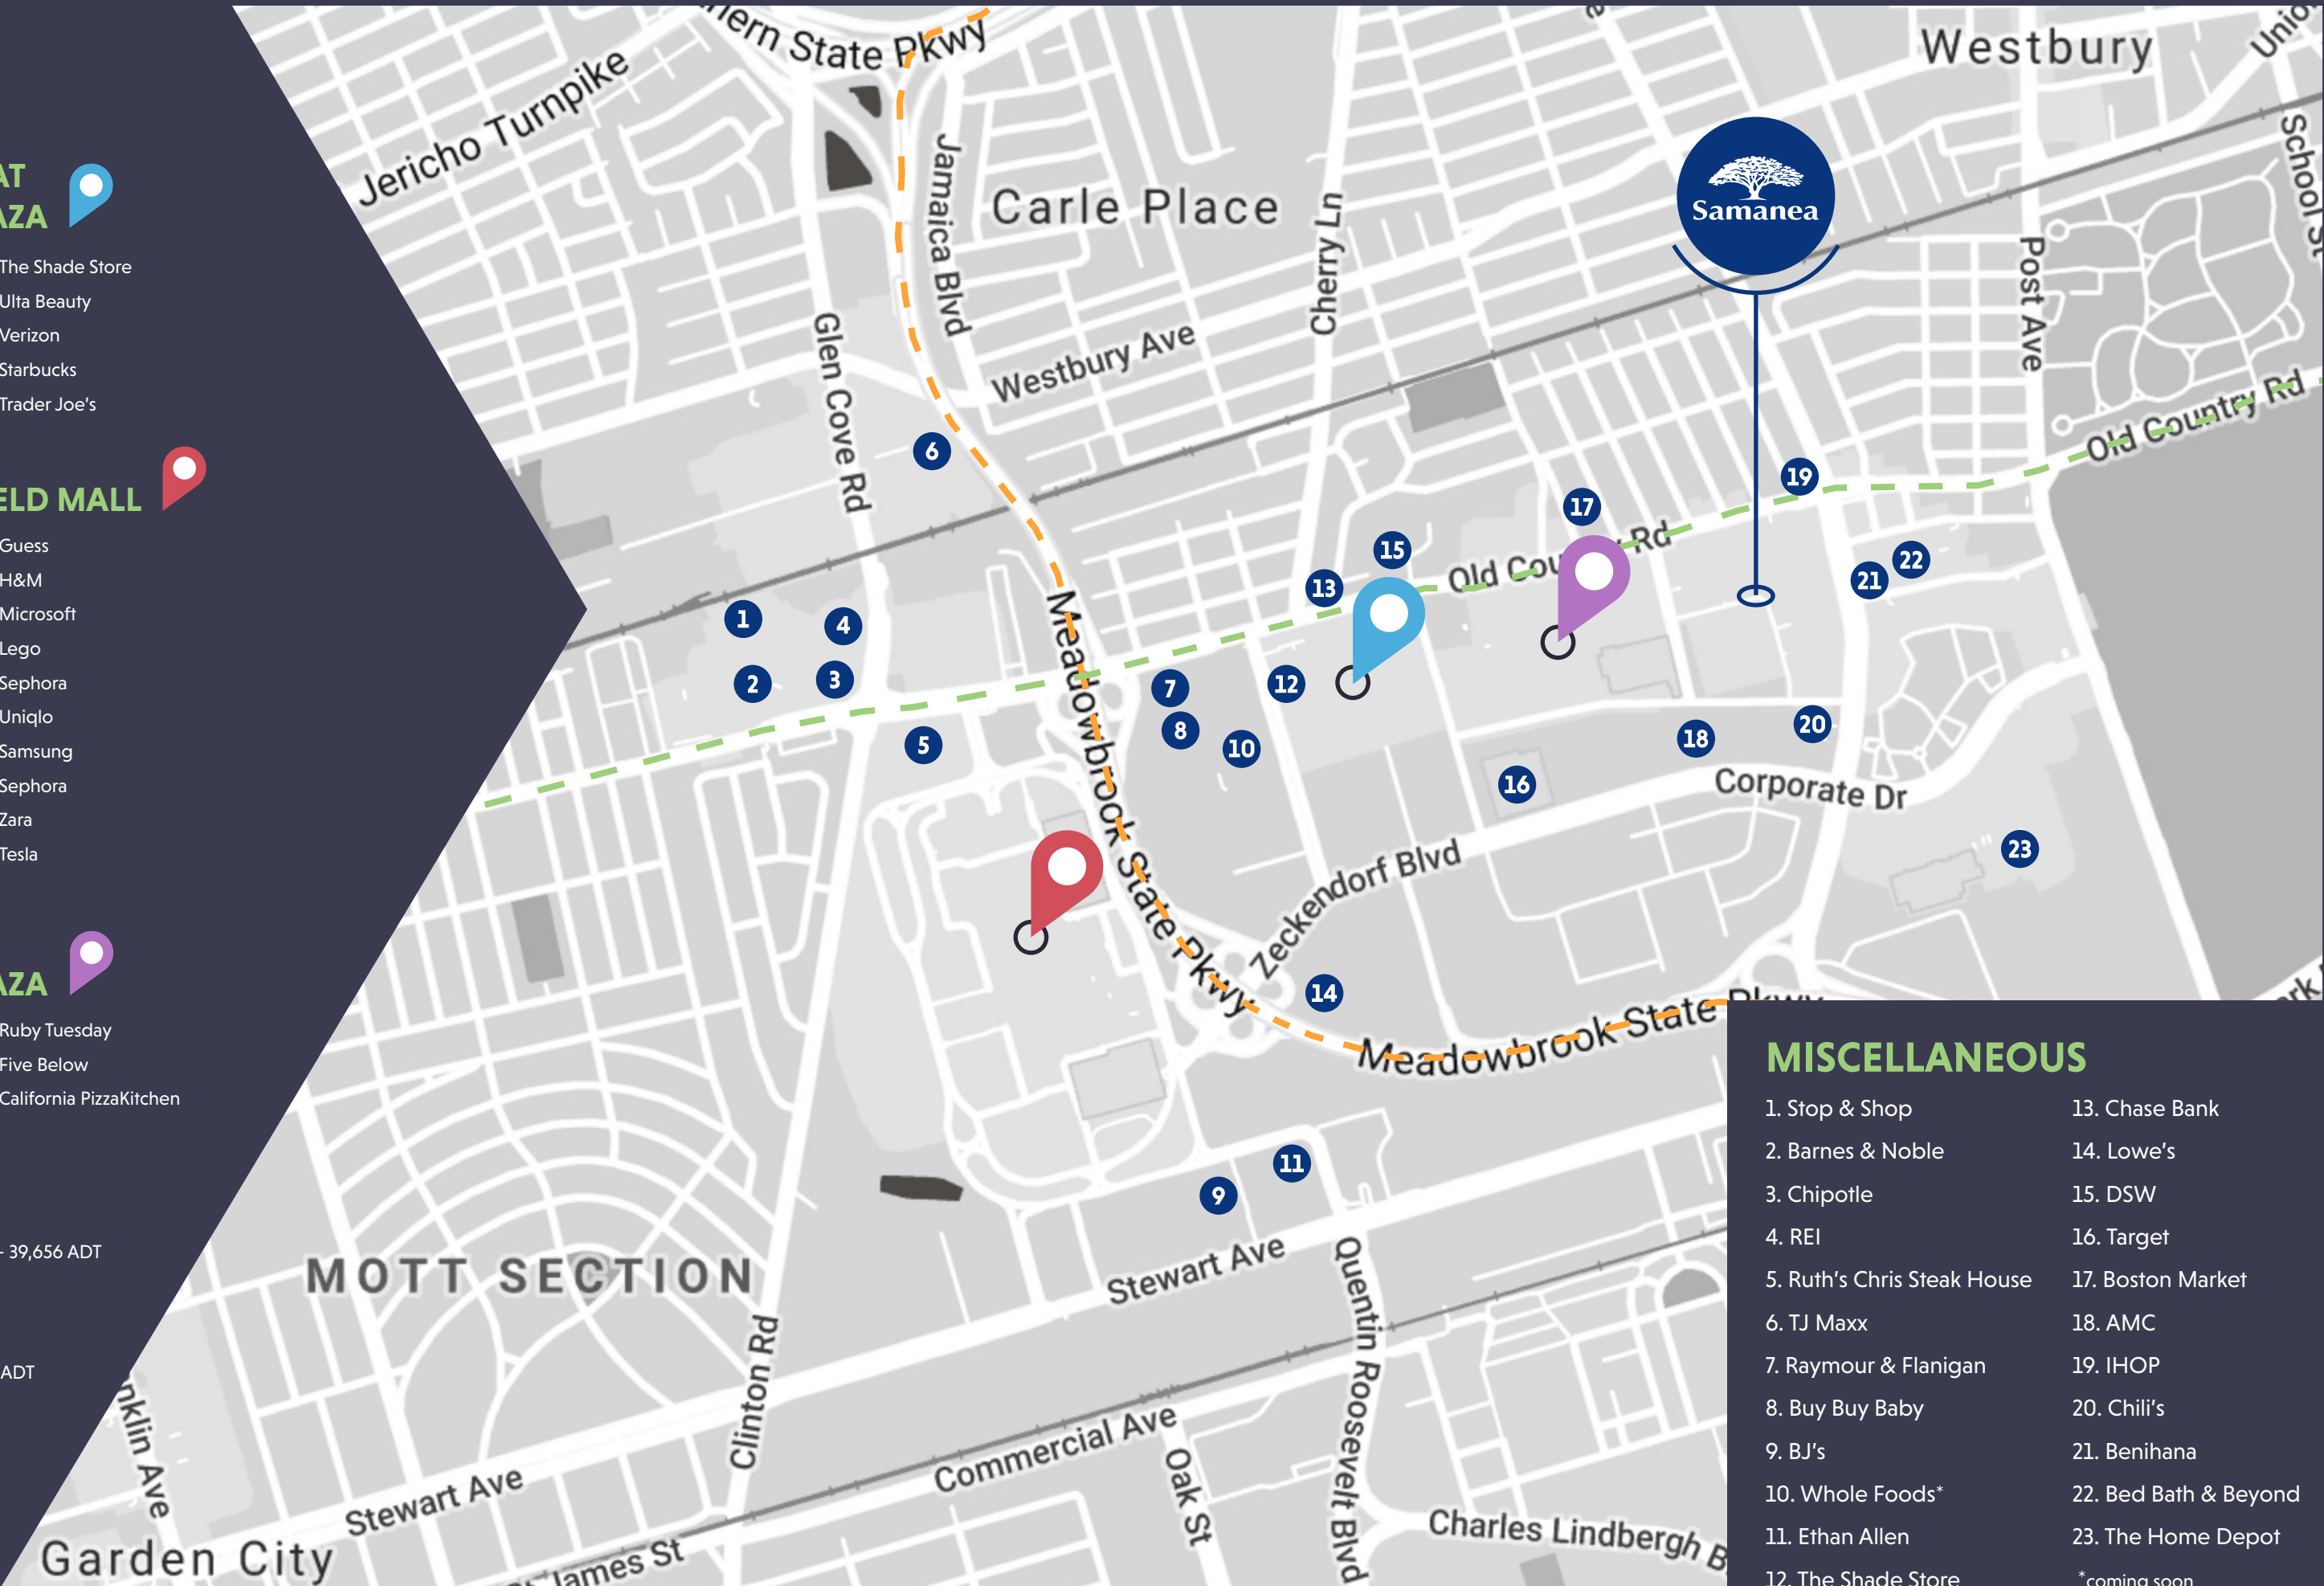 AT
AZA
The Shade Store
Ulta Beauty
Verizon
Starbucks
Trader Joe's
ELD MALL
Guess
H&M
Microsoft
Lego
Sephora
Uniqlo
Samsung
Sephora
Zara
Tesla
AZA
Ruby Tuesday
Five Below
California PizzaKitchen
- 39,656 ADT
ADT
hern State Pkwy
Jericho Turnpike
Westbury
Unio
School St
Jamaica Blvd
Carle Place
Cherry Ln
Samanea
Post Ave
Glen Cove Rd
Westbury Ave
Old Country Rd
6
19
17
15
13
22
21
Old Country Rd
1
4
2
3
5
7
8
10
12
18
20
16
23
Meadowbrook State Pkwy
Corporate Dr
Zeckendorf Blvd
14
Meadowbrook State Pkwy
11
9
MOTT SECTION
Stewart Ave
Quentin Roosevelt Blvd
Clinton Rd
Commercial Ave
Oak St
nklin Ave
Stewart Ave
Garden City
James St
Charles Lindbergh B
MISCELLANEOUS
1. Stop & Shop
2. Barnes & Noble
3. Chipotle
4. REI
5. Ruth's Chris Steak House
6. TJ Maxx
7. Raymour & Flanigan
8. Buy Buy Baby
9. BJ's
10. Whole Foods*
11. Ethan Allen
12. The Shade Store
13. Chase Bank
14. Lowe's
15. DSW
16. Target
17. Boston Market
18. AMC
19. IHOP
20. Chili's
21. Benihana
22. Bed Bath & Beyond
23. The Home Depot
*coming soon